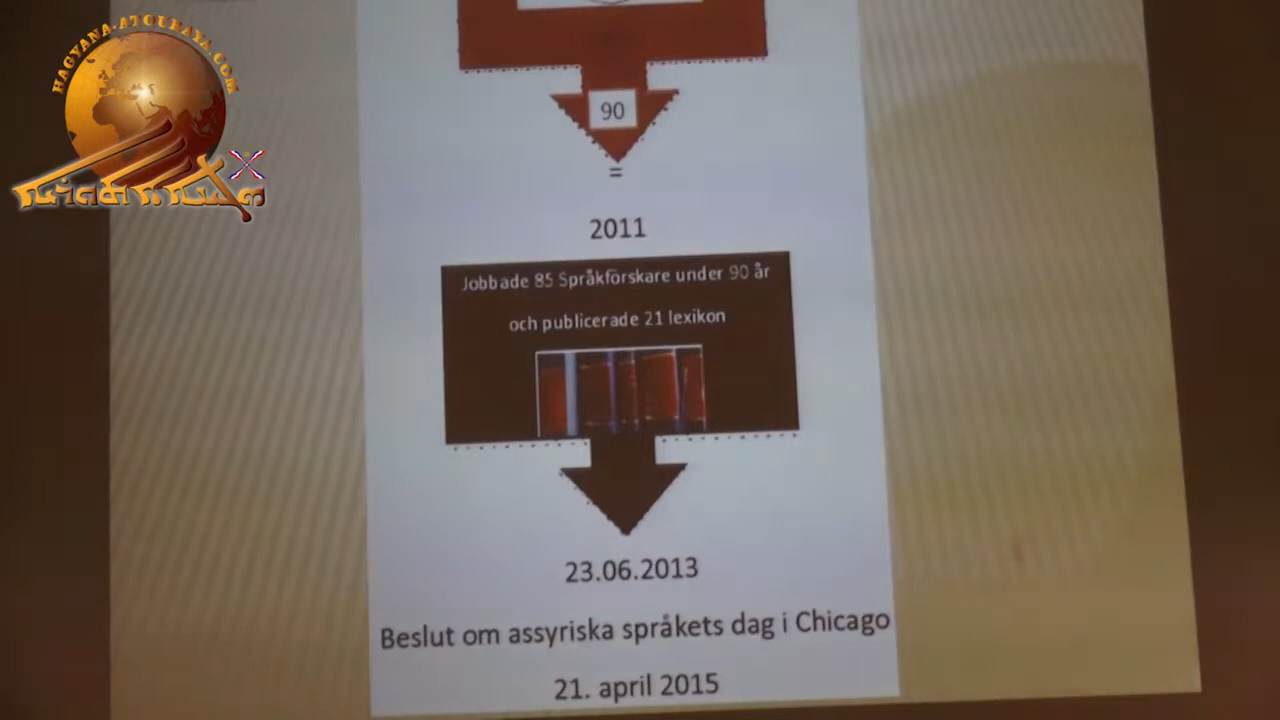 HAGYANA-ATOURAYA.COM
90
=
2011
Jobbade 85 Språkförskare under 90 år
och publicerade 21 lexikon
23.06.2013
Beslut om assyriska språkets dag i Chicago
21. april 2015